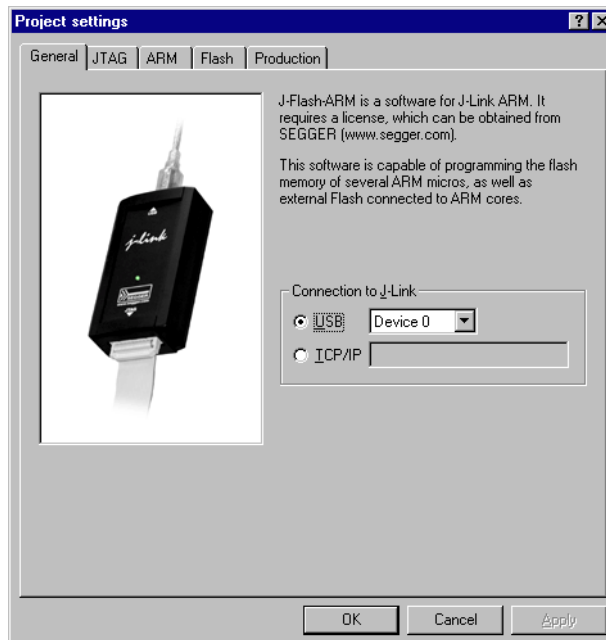 Project settings
General
JTAG
ARM
Flash
Production
J-Flash-ARM is a software for J-Link ARM. It
requires a license, which can be obtained from
SEGGER (www.segger.com).
This software is capable of programming the flash
memory of several ARM micros, as well as
external Flash connected to ARM cores.
j-link
Connection to J-Link
USB
Device 0
TCP/IP
OK
Cancel
Apply